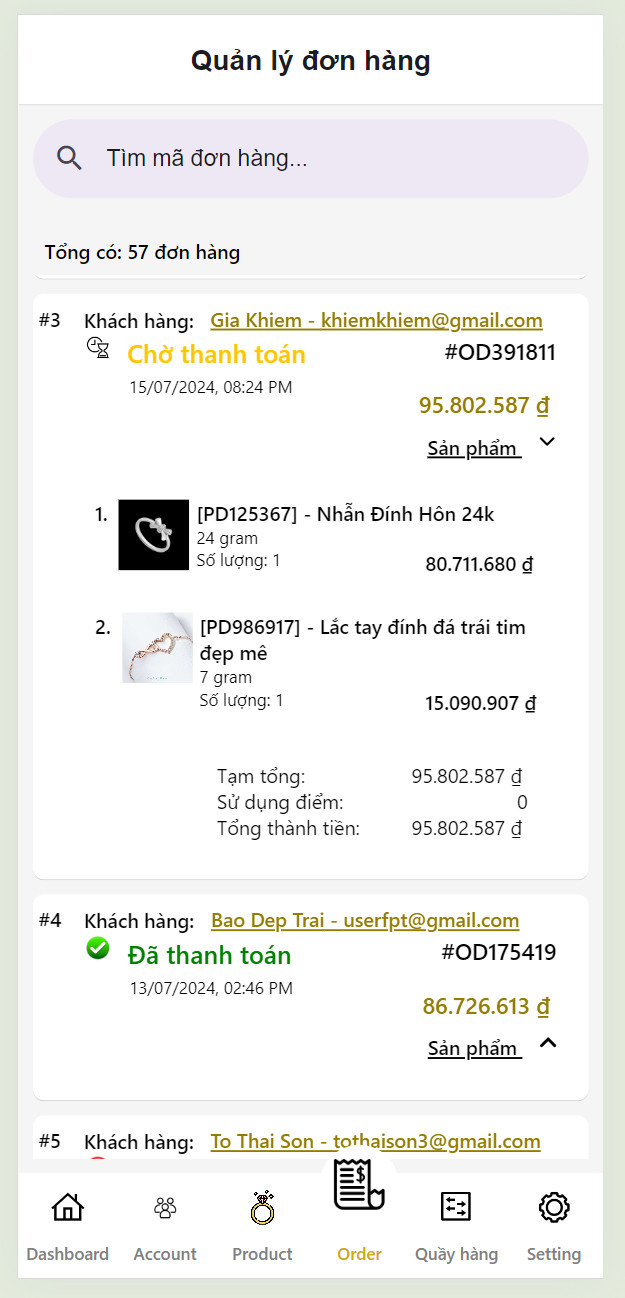 Quản lý đơn hàng
Tìm mã đơn hàng...
Tổng có: 57 đơn hàng
#3 Khách hàng: Gia Khiem - khiemkhiem@gmail.com
Chờ thanh toán #OD391811
15/07/2024, 08:24 PM
95.802.587 ₫
Sản phẩm
1. [PD125367] - Nhẫn Đính Hôn 24k
24 gram
Số lượng: 1
80.711.680 ₫
2. [PD986917] - Lắc tay đính đá trái tim
đẹp mê
7 gram
Số lượng: 1
15.090.907 ₫
Tạm tổng: 95.802.587 ₫
Sử dụng điểm: 0
Tổng thành tiền: 95.802.587 ₫
#4 Khách hàng: Bao Dep Trai - userfpt@gmail.com
Đã thanh toán #OD175419
13/07/2024, 02:46 PM
86.726.613 ₫
Sản phẩm
#5 Khách hàng: To Thai Son - tothaison3@gmail.com
Dashboard Account Product Order Quầy hàng Setting